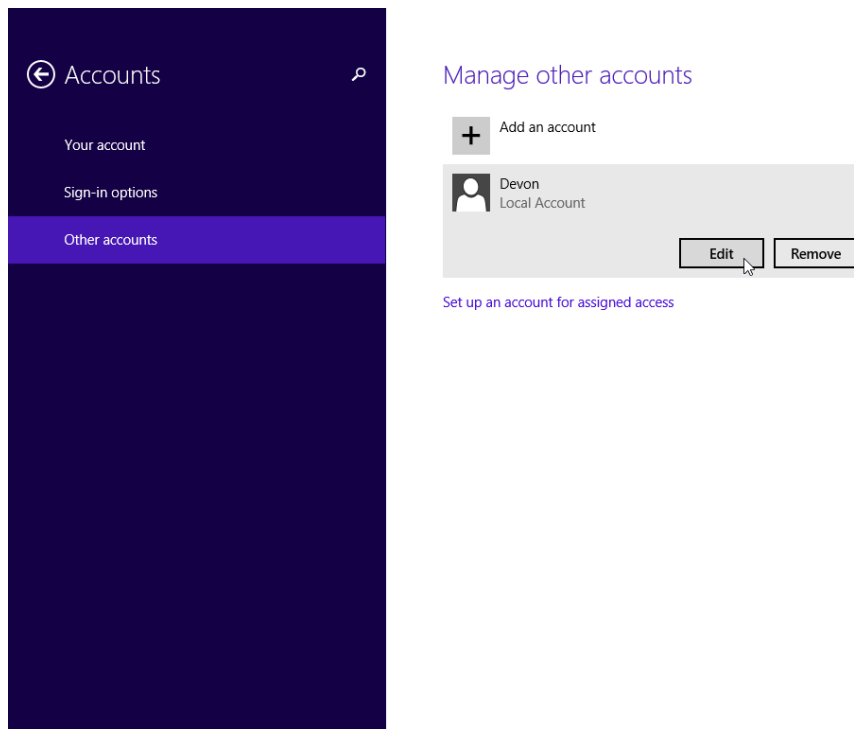 Accounts
Your account
Sign-in options
Other accounts
Manage other accounts
Add an account
Devon
Local Account
Edit
Remove
Set up an account for assigned access